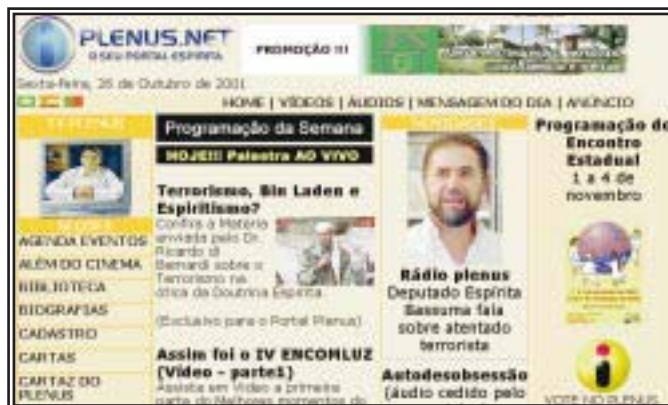 PLENUS.NET
O SEU PORTAL ESPÍRITA
PROMOÇÃO !!!
Sexta-Feira, 26 de Outubro de 2001
HOME | VÍDEOS | ÁUDIOS | MENSAGEM DO DIA | ANÚNCIO
TV PLENUS
AGENDA EVENTOS
ALÉM DO CINEMA
BIBLIOTECA
BIOGRAFIAS
CADASTRO
CARTAS
CARTAZ DO
PLENUS
Programação da Semana
HOJE!!! Palestra AO VIVO
Terrorismo, Bin Laden e
Espiritismo?
Confira a Matéria
enviada pelo Dr.
Ricardo di
Bernardi sobre o
Terrorismo na
ótica da Doutrina Espírita.
(Exclusivo para o Portal Plenus)
Assim foi o IV ENCOMLUZ
(Vídeo - parte1)
Assista em Vídeo a primeira
parte do Melhores momentos do
Rádio plenus
Deputado Espírita
Bassuma fala
sobre atentado
terrorista
Autodesobsessão
(áudio cedido pelo
Programação do
Encontro
Estadual
1 a 4 de
novembro
VOTE NO PLENUS